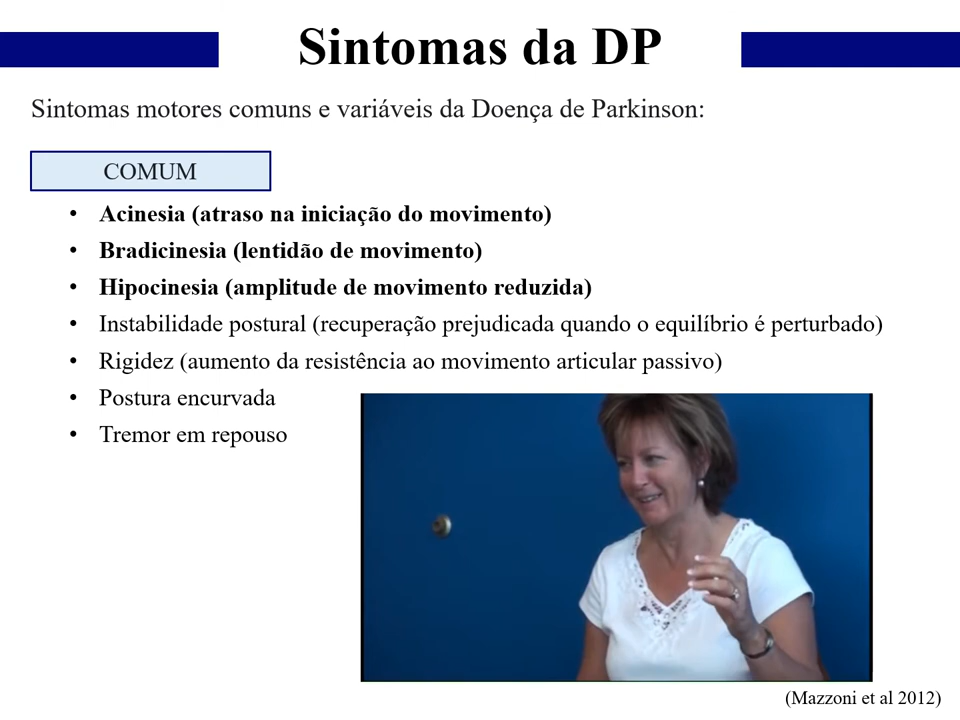 Sintomas da DP
Sintomas motores comuns e variáveis da Doença de Parkinson:
COMUM
• Acinesia (atraso na iniciação do movimento)
• Bradicinesia (lentidão de movimento)
• Hipocinesia (amplitude de movimento reduzida)
• Instabilidade postural (recuperação prejudicada quando o equilíbrio é perturbado)
• Rigidez (aumento da resistência ao movimento articular passivo)
• Postura encurvada
• Tremor em repouso
(Mazzoni et al 2012)